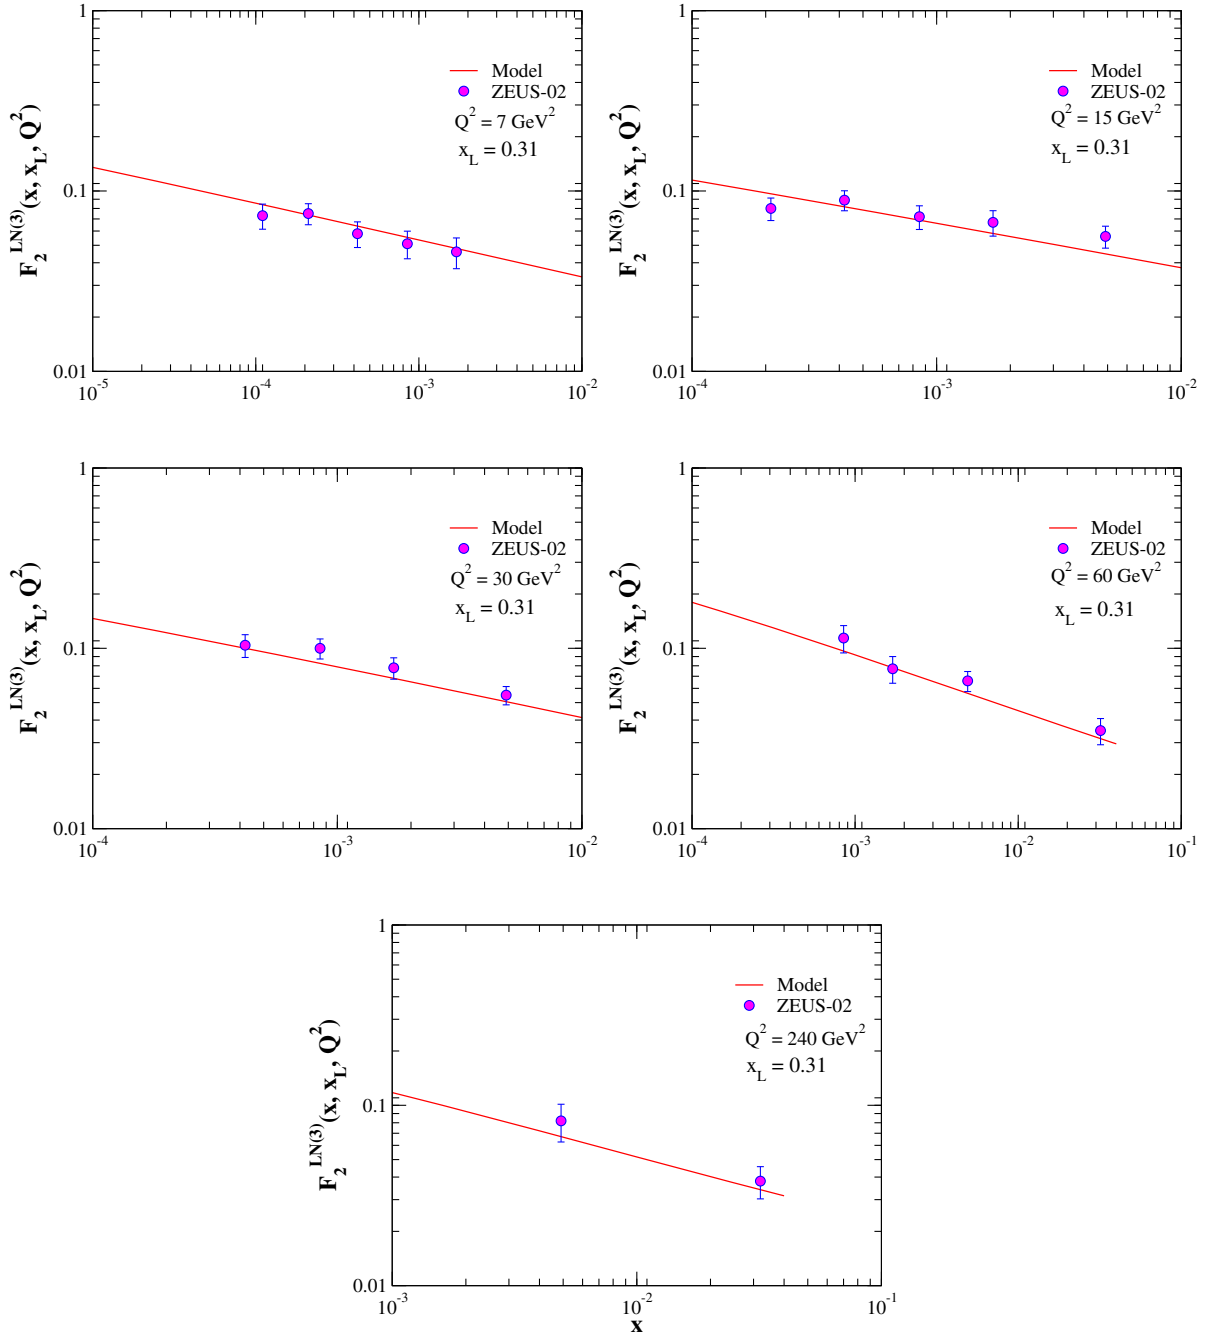 1
0.1
0.01
F_2^LN(3)(x, x_L, Q^2)
Model
ZEUS-02
Q^2 = 7 GeV^2
x_L = 0.31
10^-5
10^-4
10^-3
10^-2
1
0.1
0.01
F_2^LN(3)(x, x_L, Q^2)
Model
ZEUS-02
Q^2 = 15 GeV^2
x_L = 0.31
10^-4
10^-3
10^-2
1
0.1
0.01
F_2^LN(3)(x, x_L, Q^2)
Model
ZEUS-02
Q^2 = 30 GeV^2
x_L = 0.31
10^-4
10^-3
10^-2
1
0.1
0.01
F_2^LN(3)(x, x_L, Q^2)
Model
ZEUS-02
Q^2 = 60 GeV^2
x_L = 0.31
10^-4
10^-3
10^-2
10^-1
1
0.1
0.01
F_2^LN(3)(x, x_L, Q^2)
Model
ZEUS-02
Q^2 = 240 GeV^2
x_L = 0.31
10^-3
10^-2
10^-1
x